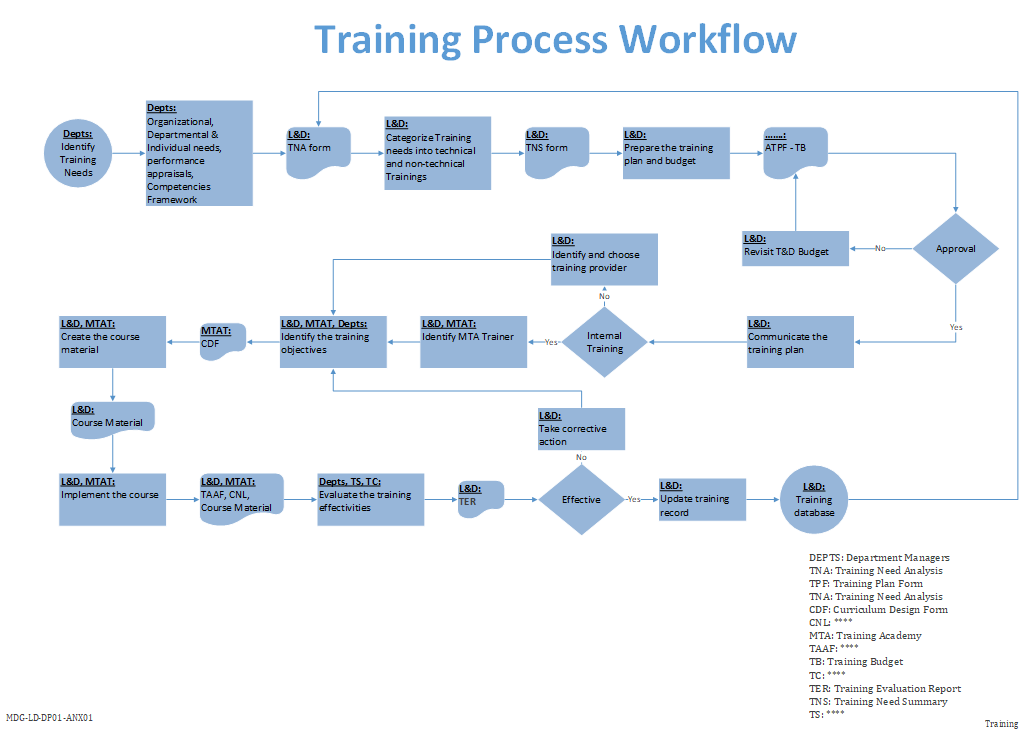 Training Process Workflow
Depts:
Identify
Training
Needs
Depts:
Organizational,
Departmental &
Individual needs,
performance
appraisals,
Competencies
Framework
L&D:
TNA form
L&D:
Categorize Training
needs into technical
and non-technical
Trainings
L&D:
TNS form
L&D:
Prepare the training
plan and budget
.......:
ATPF - TB
L&D:
Revisit T&D Budget
No
Approval
Yes
L&D:
Identify and choose
training provider
No
L&D, MTAT:
Create the course
material
MTAT:
CDF
L&D, MTAT, Depts:
Identify the training
objectives
L&D, MTAT:
Identify MTA Trainer
Yes
Internal
Training
L&D:
Communicate the
training plan
L&D:
Course Material
L&D:
Take corrective
action
No
L&D, MTAT:
Implement the course
L&D, MTAT:
TAAF, CNL,
Course Material
Depts, TS, TC:
Evaluate the training
effectivities
L&D:
TER
Effective
Yes
L&D:
Update training
record
L&D:
Training
database
DEPTS: Department Managers
TNA: Training Need Analysis
TPF: Training Plan Form
TNA: Training Need Analysis
CDF: Curriculum Design Form
CNL: ****
MTA: Training Academy
TAAF: ****
TB: Training Budget
TC: ****
TER: Training Evaluation Report
TNS: Training Need Summary
TS: ****
MDG-LD-DP01-ANX01
Training